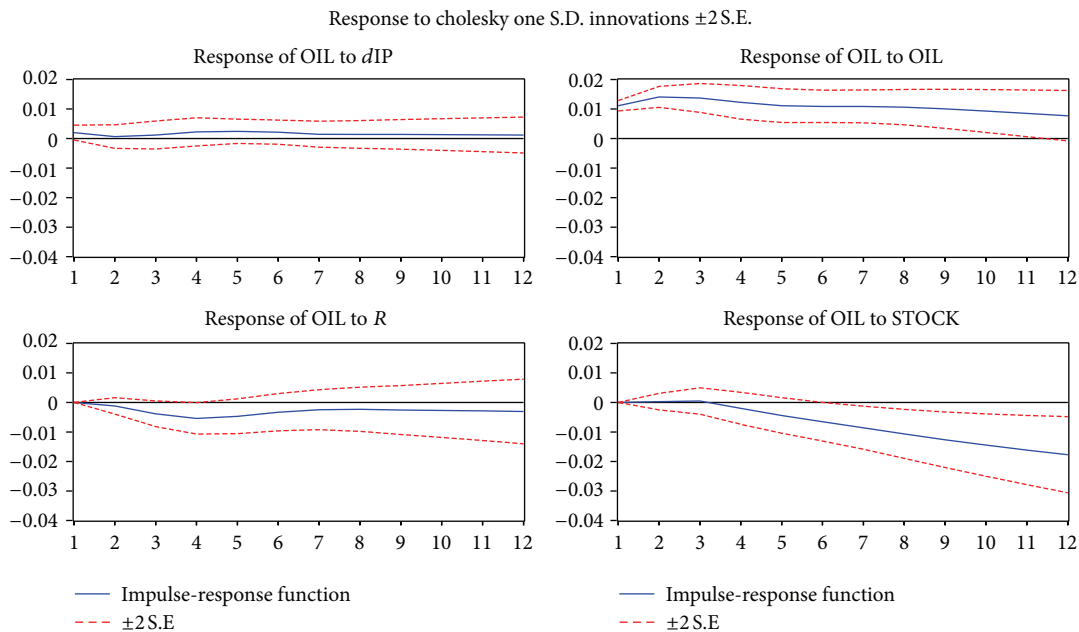 Response to cholesky one S.D. innovations ±2 S.E.
Response of OIL to dIP
0.02
0.01
0
−0.01
−0.02
−0.03
−0.04
1 2 3 4 5 6 7 8 9 10 11 12
Response of OIL to OIL
0.02
0.01
0
−0.01
−0.02
−0.03
−0.04
1 2 3 4 5 6 7 8 9 10 11 12
Response of OIL to R
0.02
0.01
0
−0.01
−0.02
−0.03
−0.04
1 2 3 4 5 6 7 8 9 10 11 12
Response of OIL to STOCK
0.02
0.01
0
−0.01
−0.02
−0.03
−0.04
1 2 3 4 5 6 7 8 9 10 11 12
Impulse-response function
±2 S.E
Impulse-response function
±2 S.E